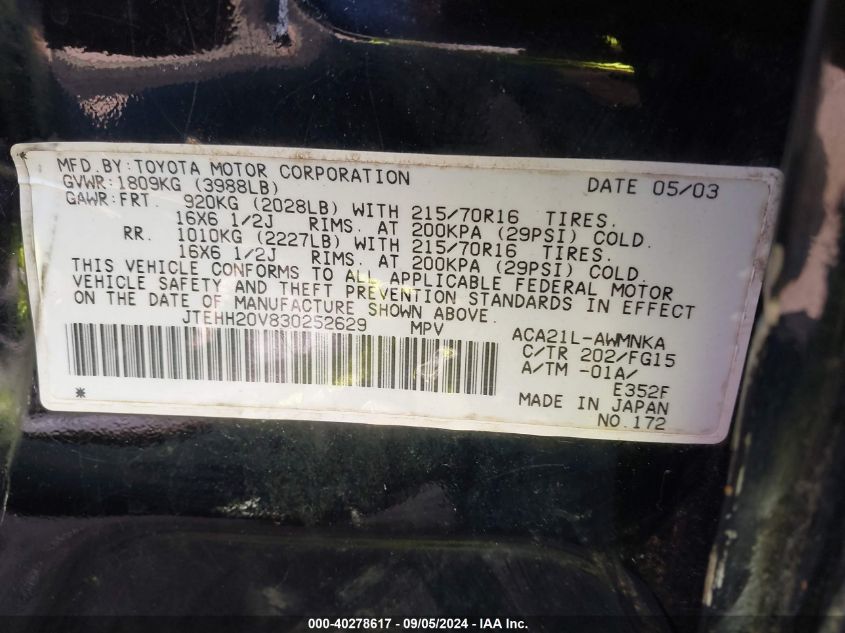 MFD. BY: TOYOTA MOTOR CORPORATION DATE 05/03
GVWR: 1809KG (3988LB)
GAWR: FRT. 920KG (2028LB) WITH 215/70R16 TIRES.
16X6 1/2J RIMS. AT 200KPA (29PSI) COLD.
RR. 1010KG (2227LB) WITH 215/70R16 TIRES.
16X6 1/2J RIMS. AT 200KPA (29PSI) COLD.
THIS VEHICLE CONFORMS TO ALL APPLICABLE FEDERAL MOTOR
VEHICLE SAFETY AND THEFT PREVENTION STANDARDS IN EFFECT
ON THE DATE OF MANUFACTURE SHOWN ABOVE.
JTEHH20V830252629 MPV ACA21L-AWMNKA
C/TR 202/FG15
A/TM -01A/
E352F
* MADE IN JAPAN
NO.172
000-40278617 - 09/05/2024 - IAA Inc.